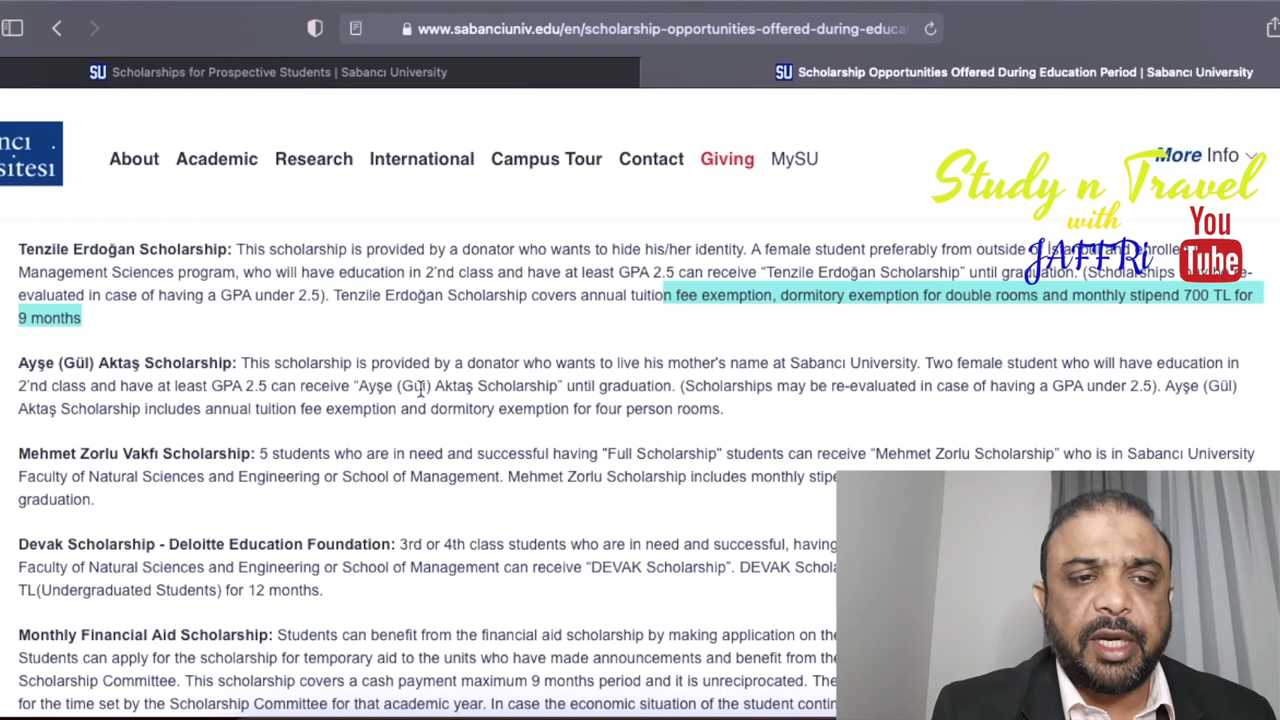 www.sabanciuniv.edu/en/scholarship-opportunities-offered-during-educa
SU Scholarships for Prospective Students | Sabancı University
SU Scholarship Opportunities Offered During Education Period | Sabancı University
ncı
sitesi
About Academic Research International Campus Tour Contact Giving MySU
More Info
Study n Travel
with
JAFFRi
You
Tube
Tenzile Erdoğan Scholarship: This scholarship is provided by a donator who wants to hide his/her identity. A female student preferably from outside of İstanbul and enrolled
Management Sciences program, who will have education in 2'nd class and have at least GPA 2.5 can receive “Tenzile Erdoğan Scholarship” until graduation. (Scholarships may be re-
evaluated in case of having a GPA under 2.5). Tenzile Erdoğan Scholarship covers annual tuition fee exemption, dormitory exemption for double rooms and monthly stipend 700 TL for
9 months
Ayşe (Gül) Aktaş Scholarship: This scholarship is provided by a donator who wants to live his mother's name at Sabancı University. Two female student who will have education in
2'nd class and have at least GPA 2.5 can receive “Ayşe (Gül) Aktaş Scholarship” until graduation. (Scholarships may be re-evaluated in case of having a GPA under 2.5). Ayşe (Gül)
Aktaş Scholarship includes annual tuition fee exemption and dormitory exemption for four person rooms.
Mehmet Zorlu Vakfı Scholarship: 5 students who are in need and successful having "Full Scholarship" students can receive “Mehmet Zorlu Scholarship” who is in Sabancı University
Faculty of Natural Sciences and Engineering or School of Management. Mehmet Zorlu Scholarship includes monthly stipe
graduation.
Devak Scholarship - Deloitte Education Foundation: 3rd or 4th class students who are in need and successful, having
Faculty of Natural Sciences and Engineering or School of Management can receive “DEVAK Scholarship”. DEVAK Schola
TL(Undergraduated Students) for 12 months.
Monthly Financial Aid Scholarship: Students can benefit from the financial aid scholarship by making application on the
Students can apply for the scholarship for temporary aid to the units who have made announcements and benefit from the
Scholarship Committee. This scholarship covers a cash payment maximum 9 months period and it is unreciprocated. The
for the time set by the Scholarship Committee for that academic year. In case the economic situation of the student contin